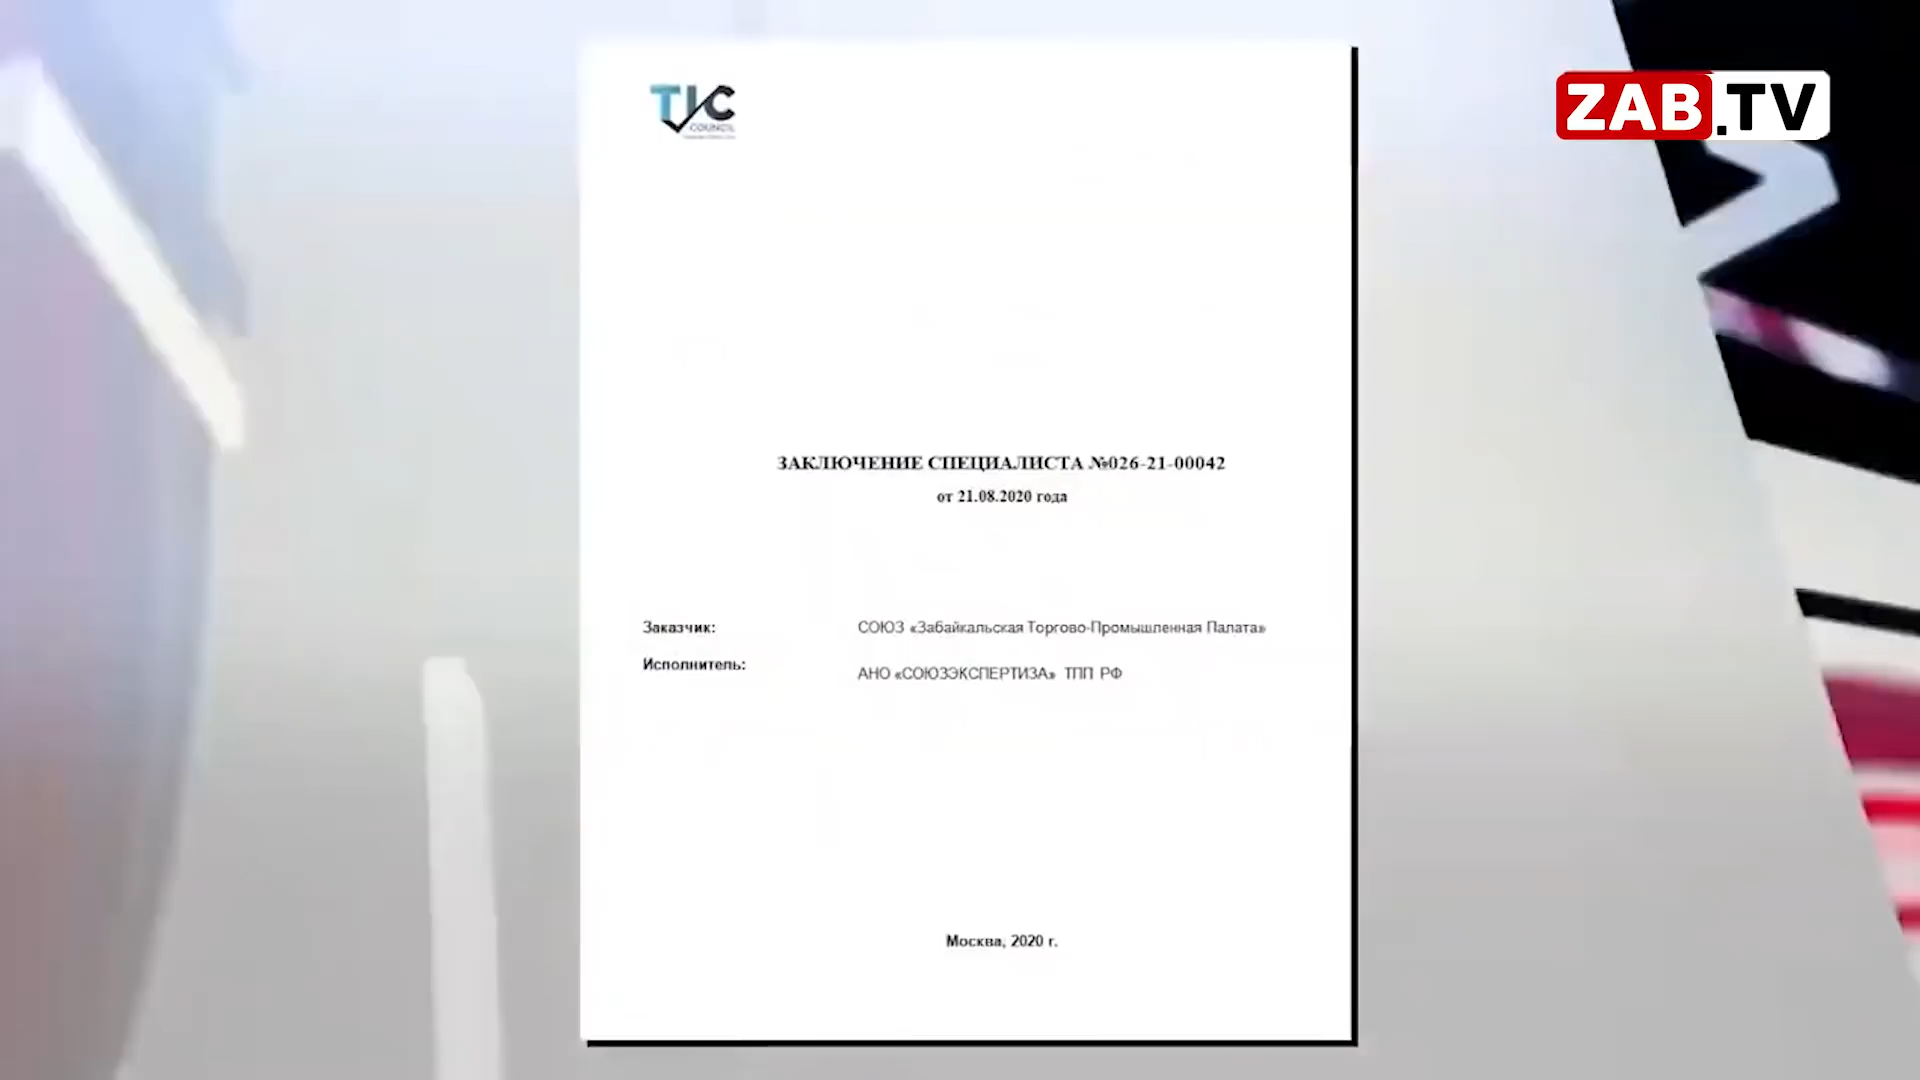 ZAB.TV
TIC
COUNCIL
ЗАКЛЮЧЕНИЕ СПЕЦИАЛИСТА №026-21-00042
от 21.08.2020 года
Заказчик: СОЮЗ «Забайкальская Торгово-Промышленная Палата»
Исполнитель: АНО «СОЮЗЭКСПЕРТИЗА» ТПП РФ
Москва, 2020 г.